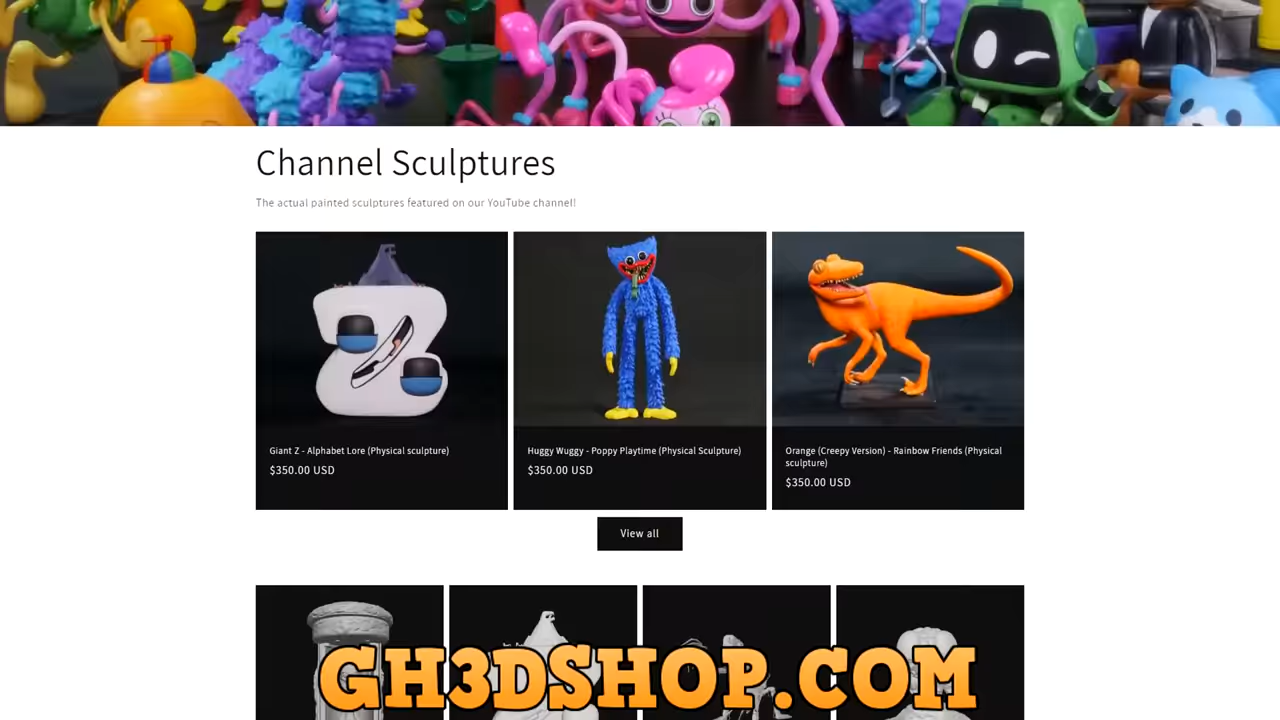 Channel Sculptures
The actual painted sculptures featured on our YouTube channel!
Giant Z - Alphabet Lore (Physical sculpture)
$350.00 USD
Huggy Wuggy - Poppy Playtime (Physical Sculpture)
$350.00 USD
Orange (Creepy Version) - Rainbow Friends (Physical
sculpture)
$350.00 USD
View all
GH3DSHOP.COM